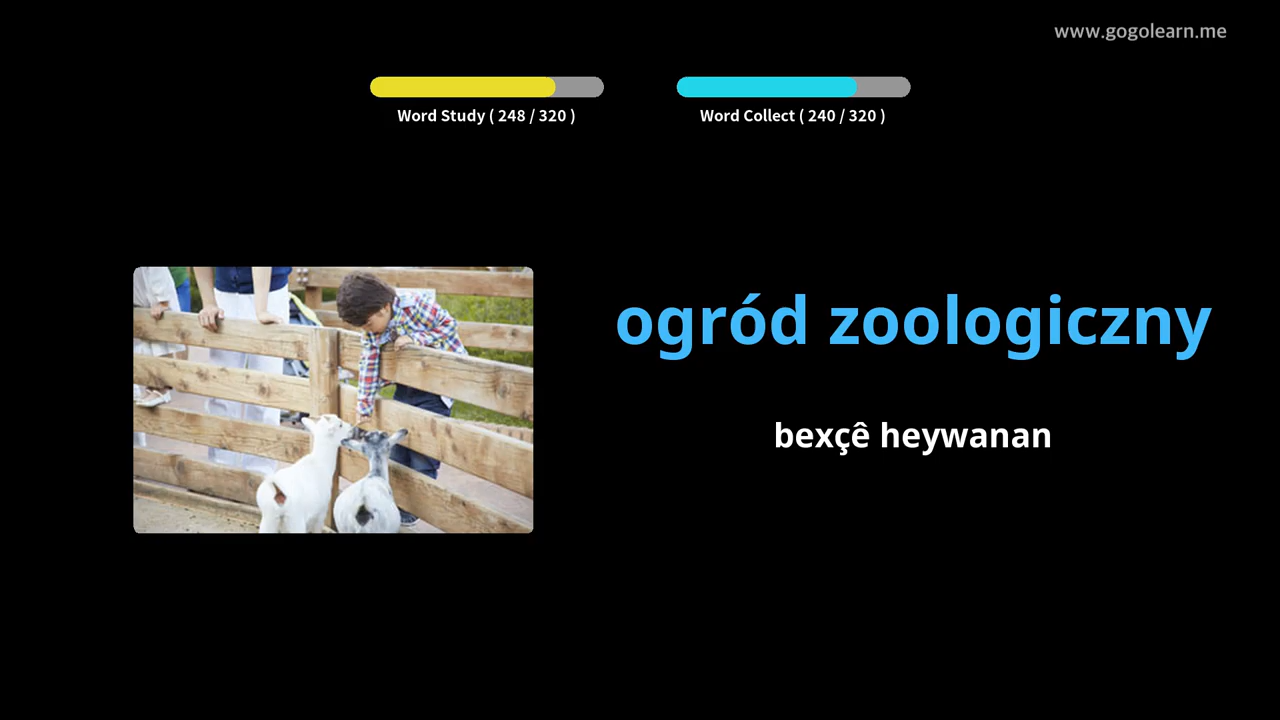 www.gogolearn.me
Word Study ( 248 / 320 )
Word Collect ( 240 / 320 )
ogród zoologiczny
bexçê heywanan